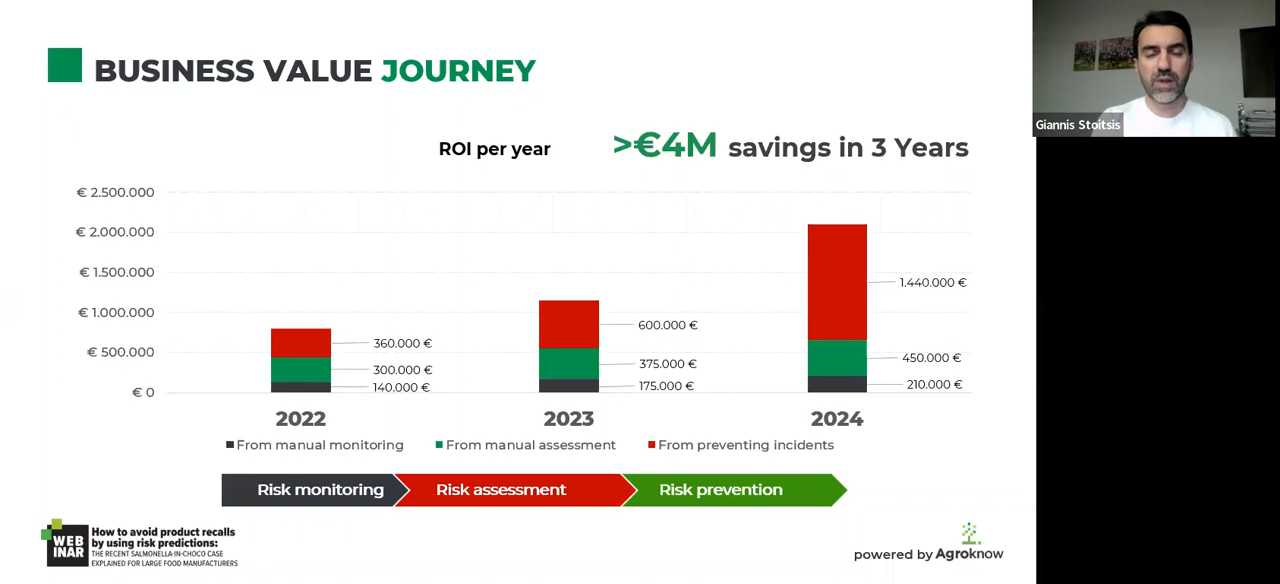 BUSINESS VALUE JOURNEY
Giannis Stoitsis
ROI per year
>€4M savings in 3 Years
€ 2.500.000
€ 2.000.000
€ 1.500.000
€ 1.000.000
€ 500.000
€ 0
360.000 €
300.000 €
140.000 €
600.000 €
375.000 €
175.000 €
1.440.000 €
450.000 €
210.000 €
2022 2023 2024
From manual monitoring From manual assessment From preventing incidents
Risk monitoring Risk assessment Risk prevention
WEB
INAR
How to avoid product recalls
by using risk predictions:
THE RECENT SALMONELLA-IN-CHOCO CASE
EXPLAINED FOR LARGE FOOD MANUFACTURERS
powered by Agroknow